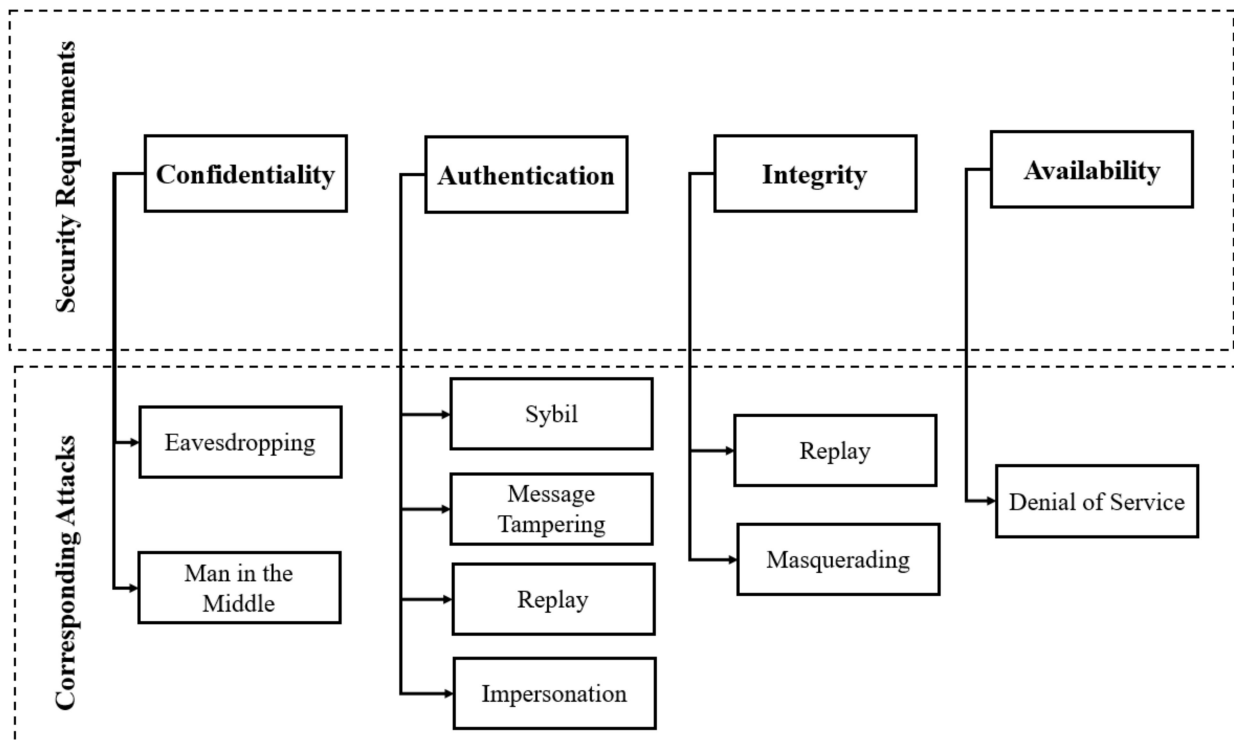 Security Requirements
Confidentiality
Authentication
Integrity
Availability
Corresponding Attacks
Eavesdropping
Man in the
Middle
Sybil
Message
Tampering
Replay
Impersonation
Replay
Masquerading
Denial of Service